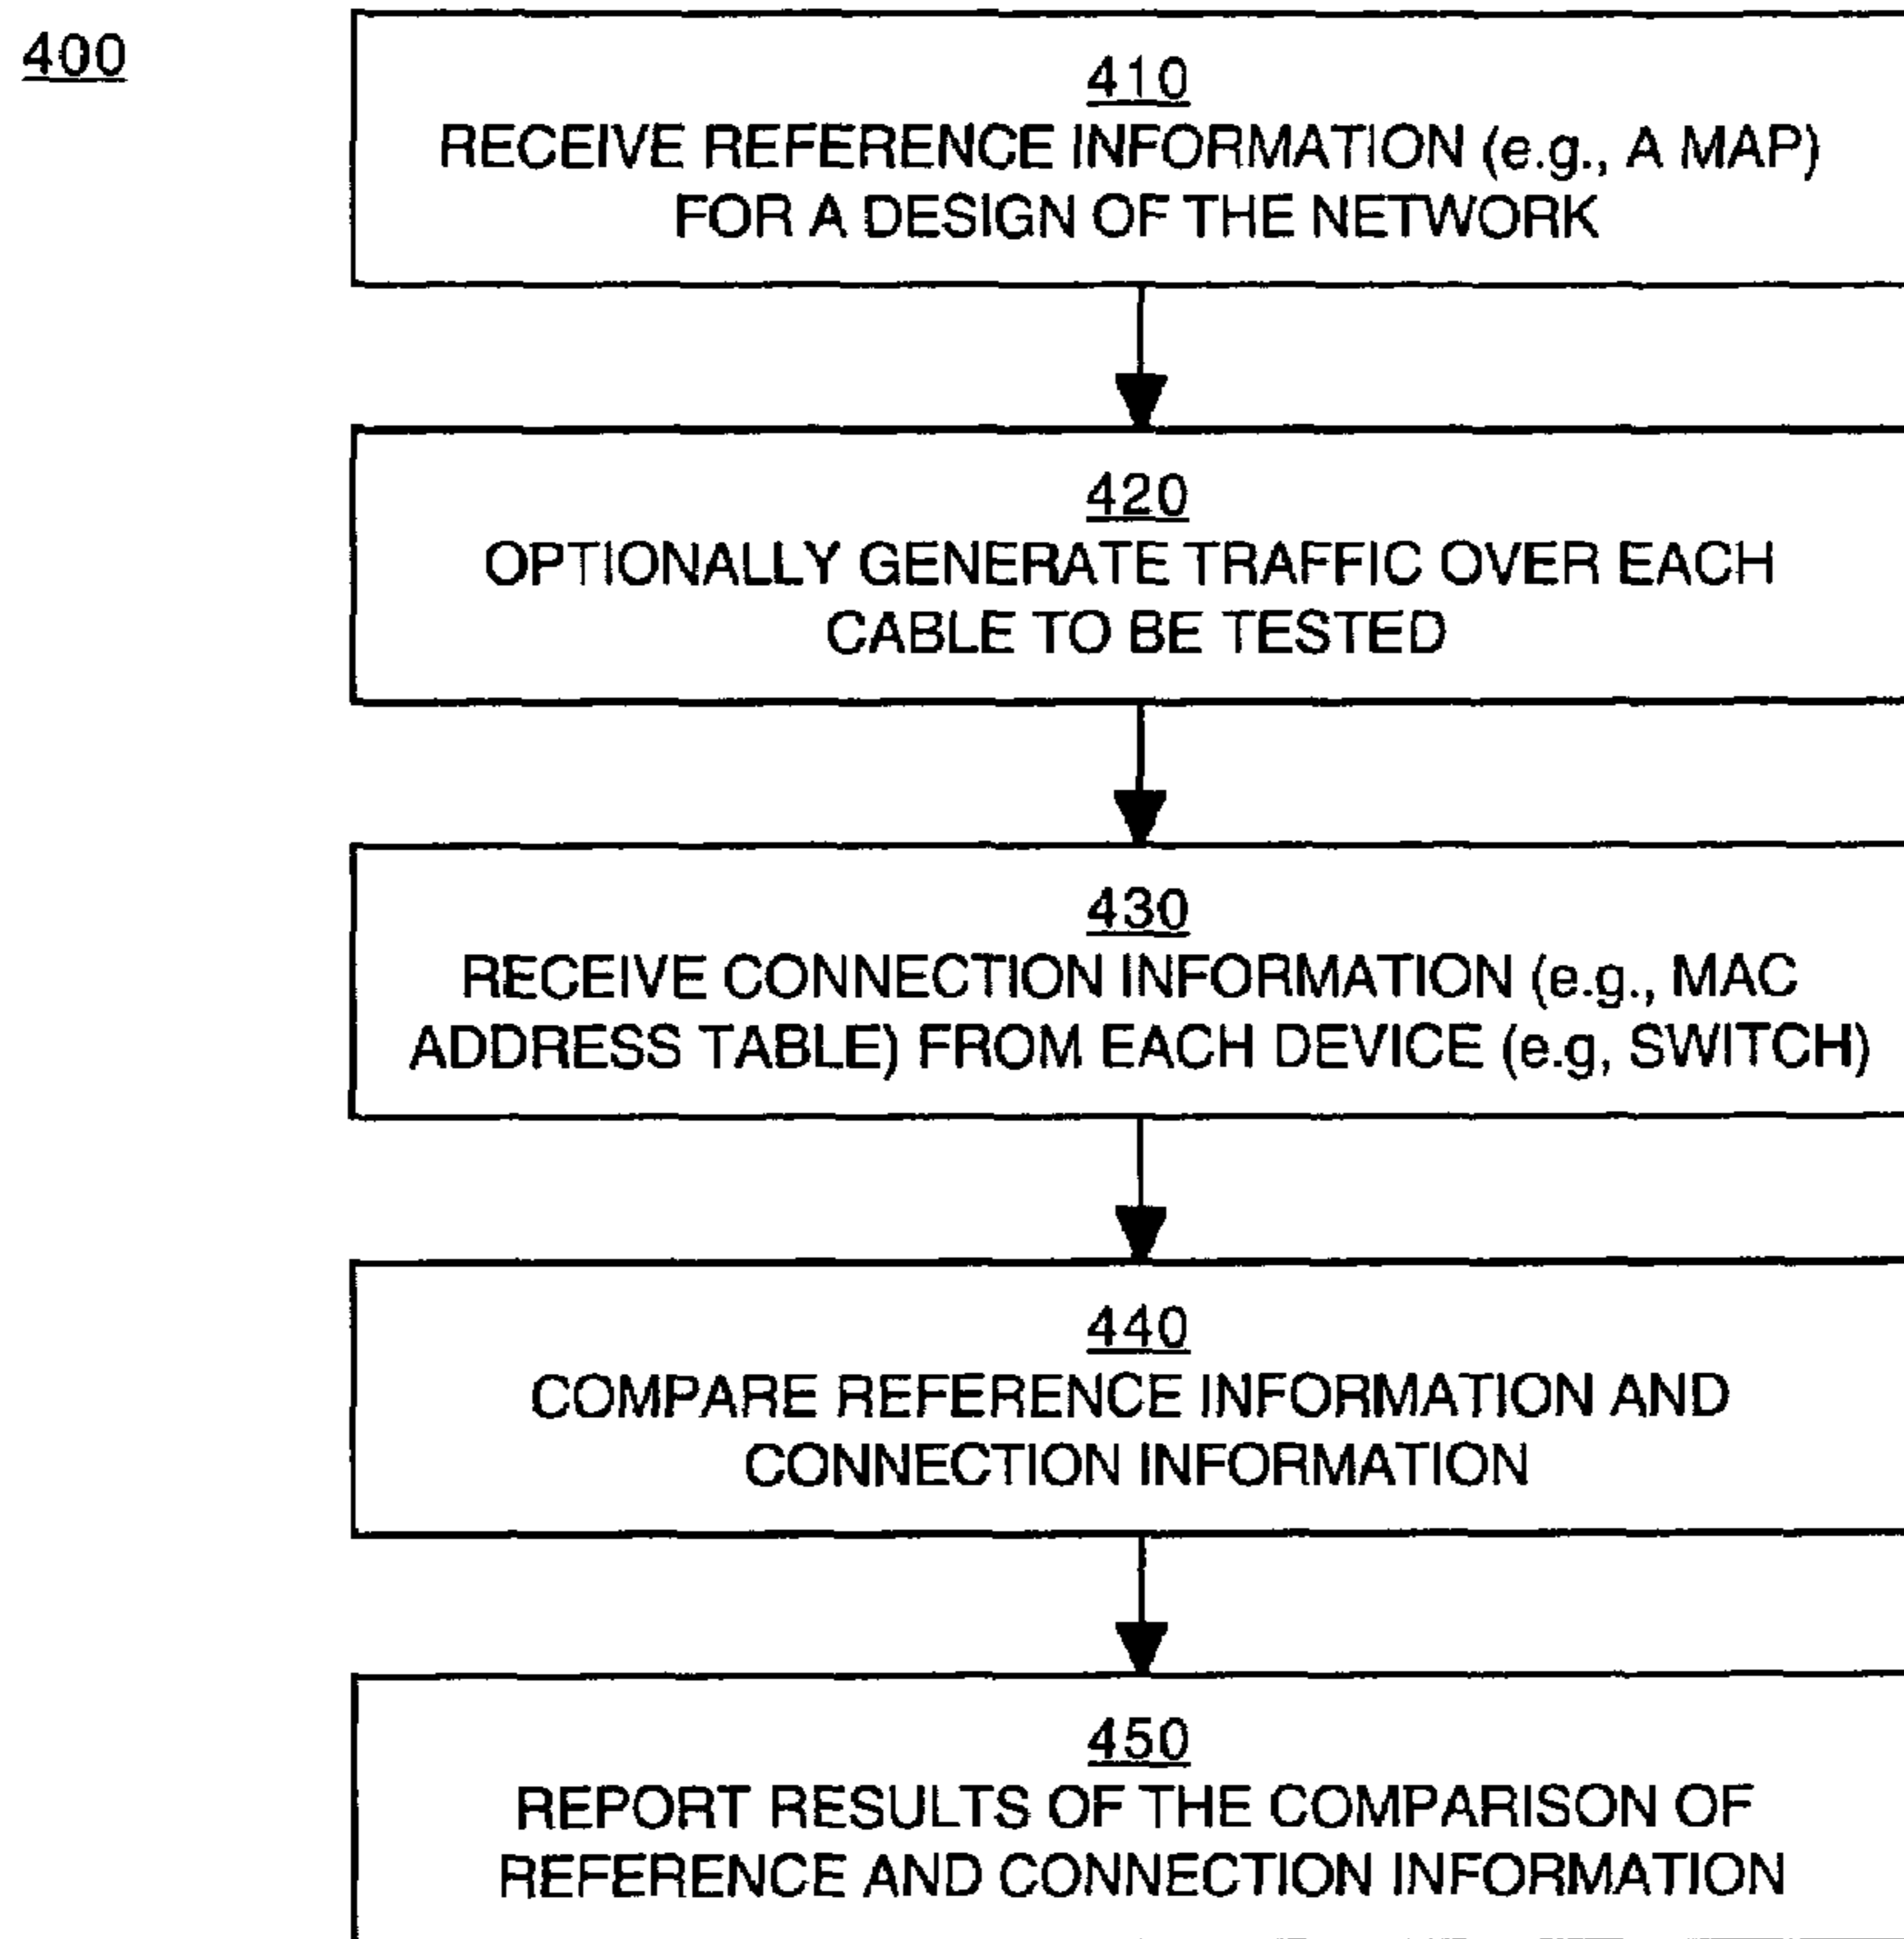 400
410
RECEIVE REFERENCE INFORMATION (e.g., A MAP)
FOR A DESIGN OF THE NETWORK
420
OPTIONALLY GENERATE TRAFFIC OVER EACH
CABLE TO BE TESTED
430
RECEIVE CONNECTION INFORMATION (e.g., MAC
ADDRESS TABLE) FROM EACH DEVICE (e.g, SWITCH)
440
COMPARE REFERENCE INFORMATION AND
CONNECTION INFORMATION
450
REPORT RESULTS OF THE COMPARISON OF
REFERENCE AND CONNECTION INFORMATION